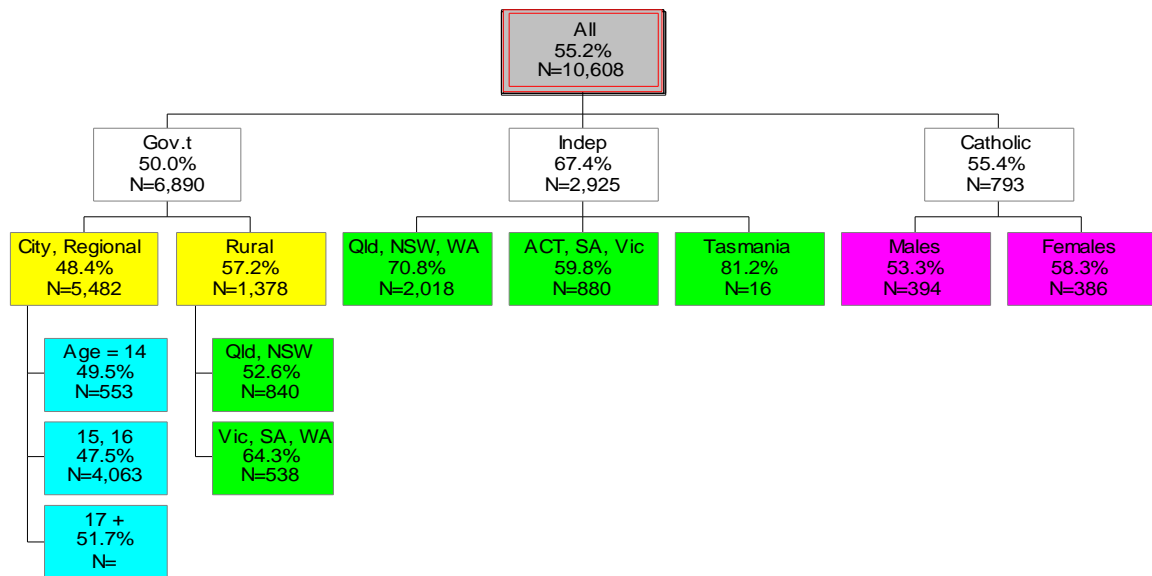 All
55.2%
N=10,608
Gov.t
50.0%
N=6,890
Indep
67.4%
N=2,925
Catholic
55.4%
N=793
City, Regional
48.4%
N=5,482
Rural
57.2%
N=1,378
Qld, NSW, WA
70.8%
N=2,018
ACT, SA, Vic
59.8%
N=880
Tasmania
81.2%
N=16
Males
53.3%
N=394
Females
58.3%
N=386
Age = 14
49.5%
N=553
15, 16
47.5%
N=4,063
17 +
51.7%
N=
Qld, NSW
52.6%
N=840
Vic, SA, WA
64.3%
N=538